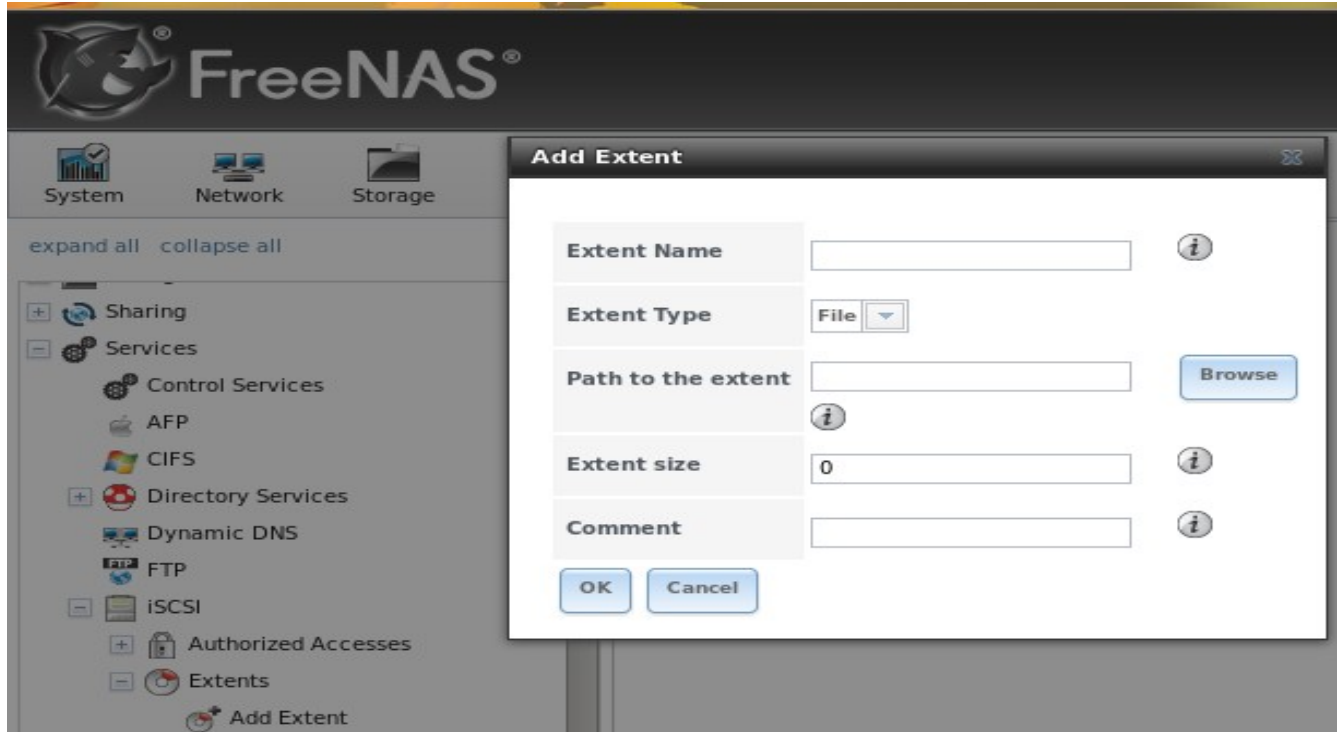 FreeNAS®
System
Network
Storage
expand all collapse all
Sharing
Services
Control Services
AFP
CIFS
Directory Services
Dynamic DNS
FTP
iSCSI
Authorized Accesses
Extents
Add Extent
Add Extent
Extent Name
Extent Type File
Path to the extent Browse
Extent size 0
Comment
OK Cancel